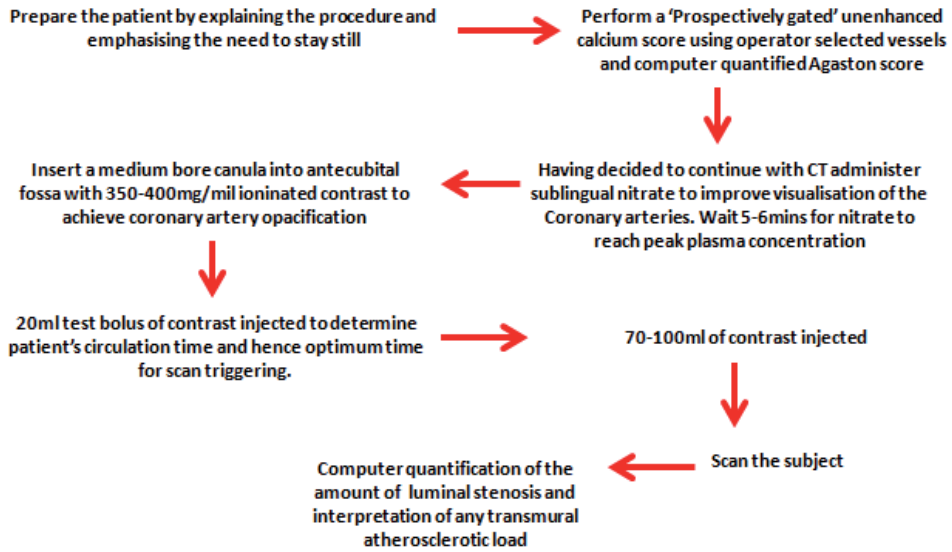 Prepare the patient by explaining the procedure and
emphasising the need to stay still
Perform a ‘Prospectively gated’ unenhanced
calcium score using operator selected vessels
and computer quantified Agaston score
Having decided to continue with CT administer
sublingual nitrate to improve visualisation of the
Coronary arteries. Wait 5-6mins for nitrate to
reach peak plasma concentration
Insert a medium bore canula into antecubital
fossa with 350-400mg/mil ioninated contrast to
achieve coronary artery opacification
20ml test bolus of contrast injected to determine
patient’s circulation time and hence optimum time
for scan triggering.
70-100ml of contrast injected
Scan the subject
Computer quantification of the
amount of luminal stenosis and
interpretation of any transmural
atherosclerotic load